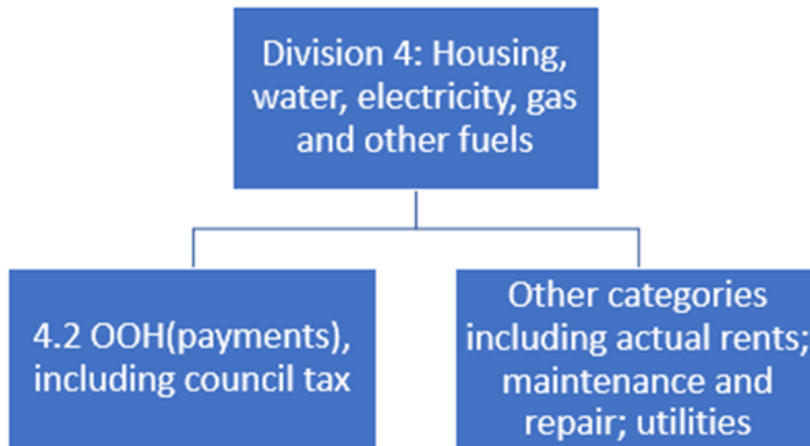 Division 4: Housing,
water, electricity, gas
and other fuels
4.2 OOH(payments),
including council tax
Other categories
including actual rents;
maintenance and
repair; utilities